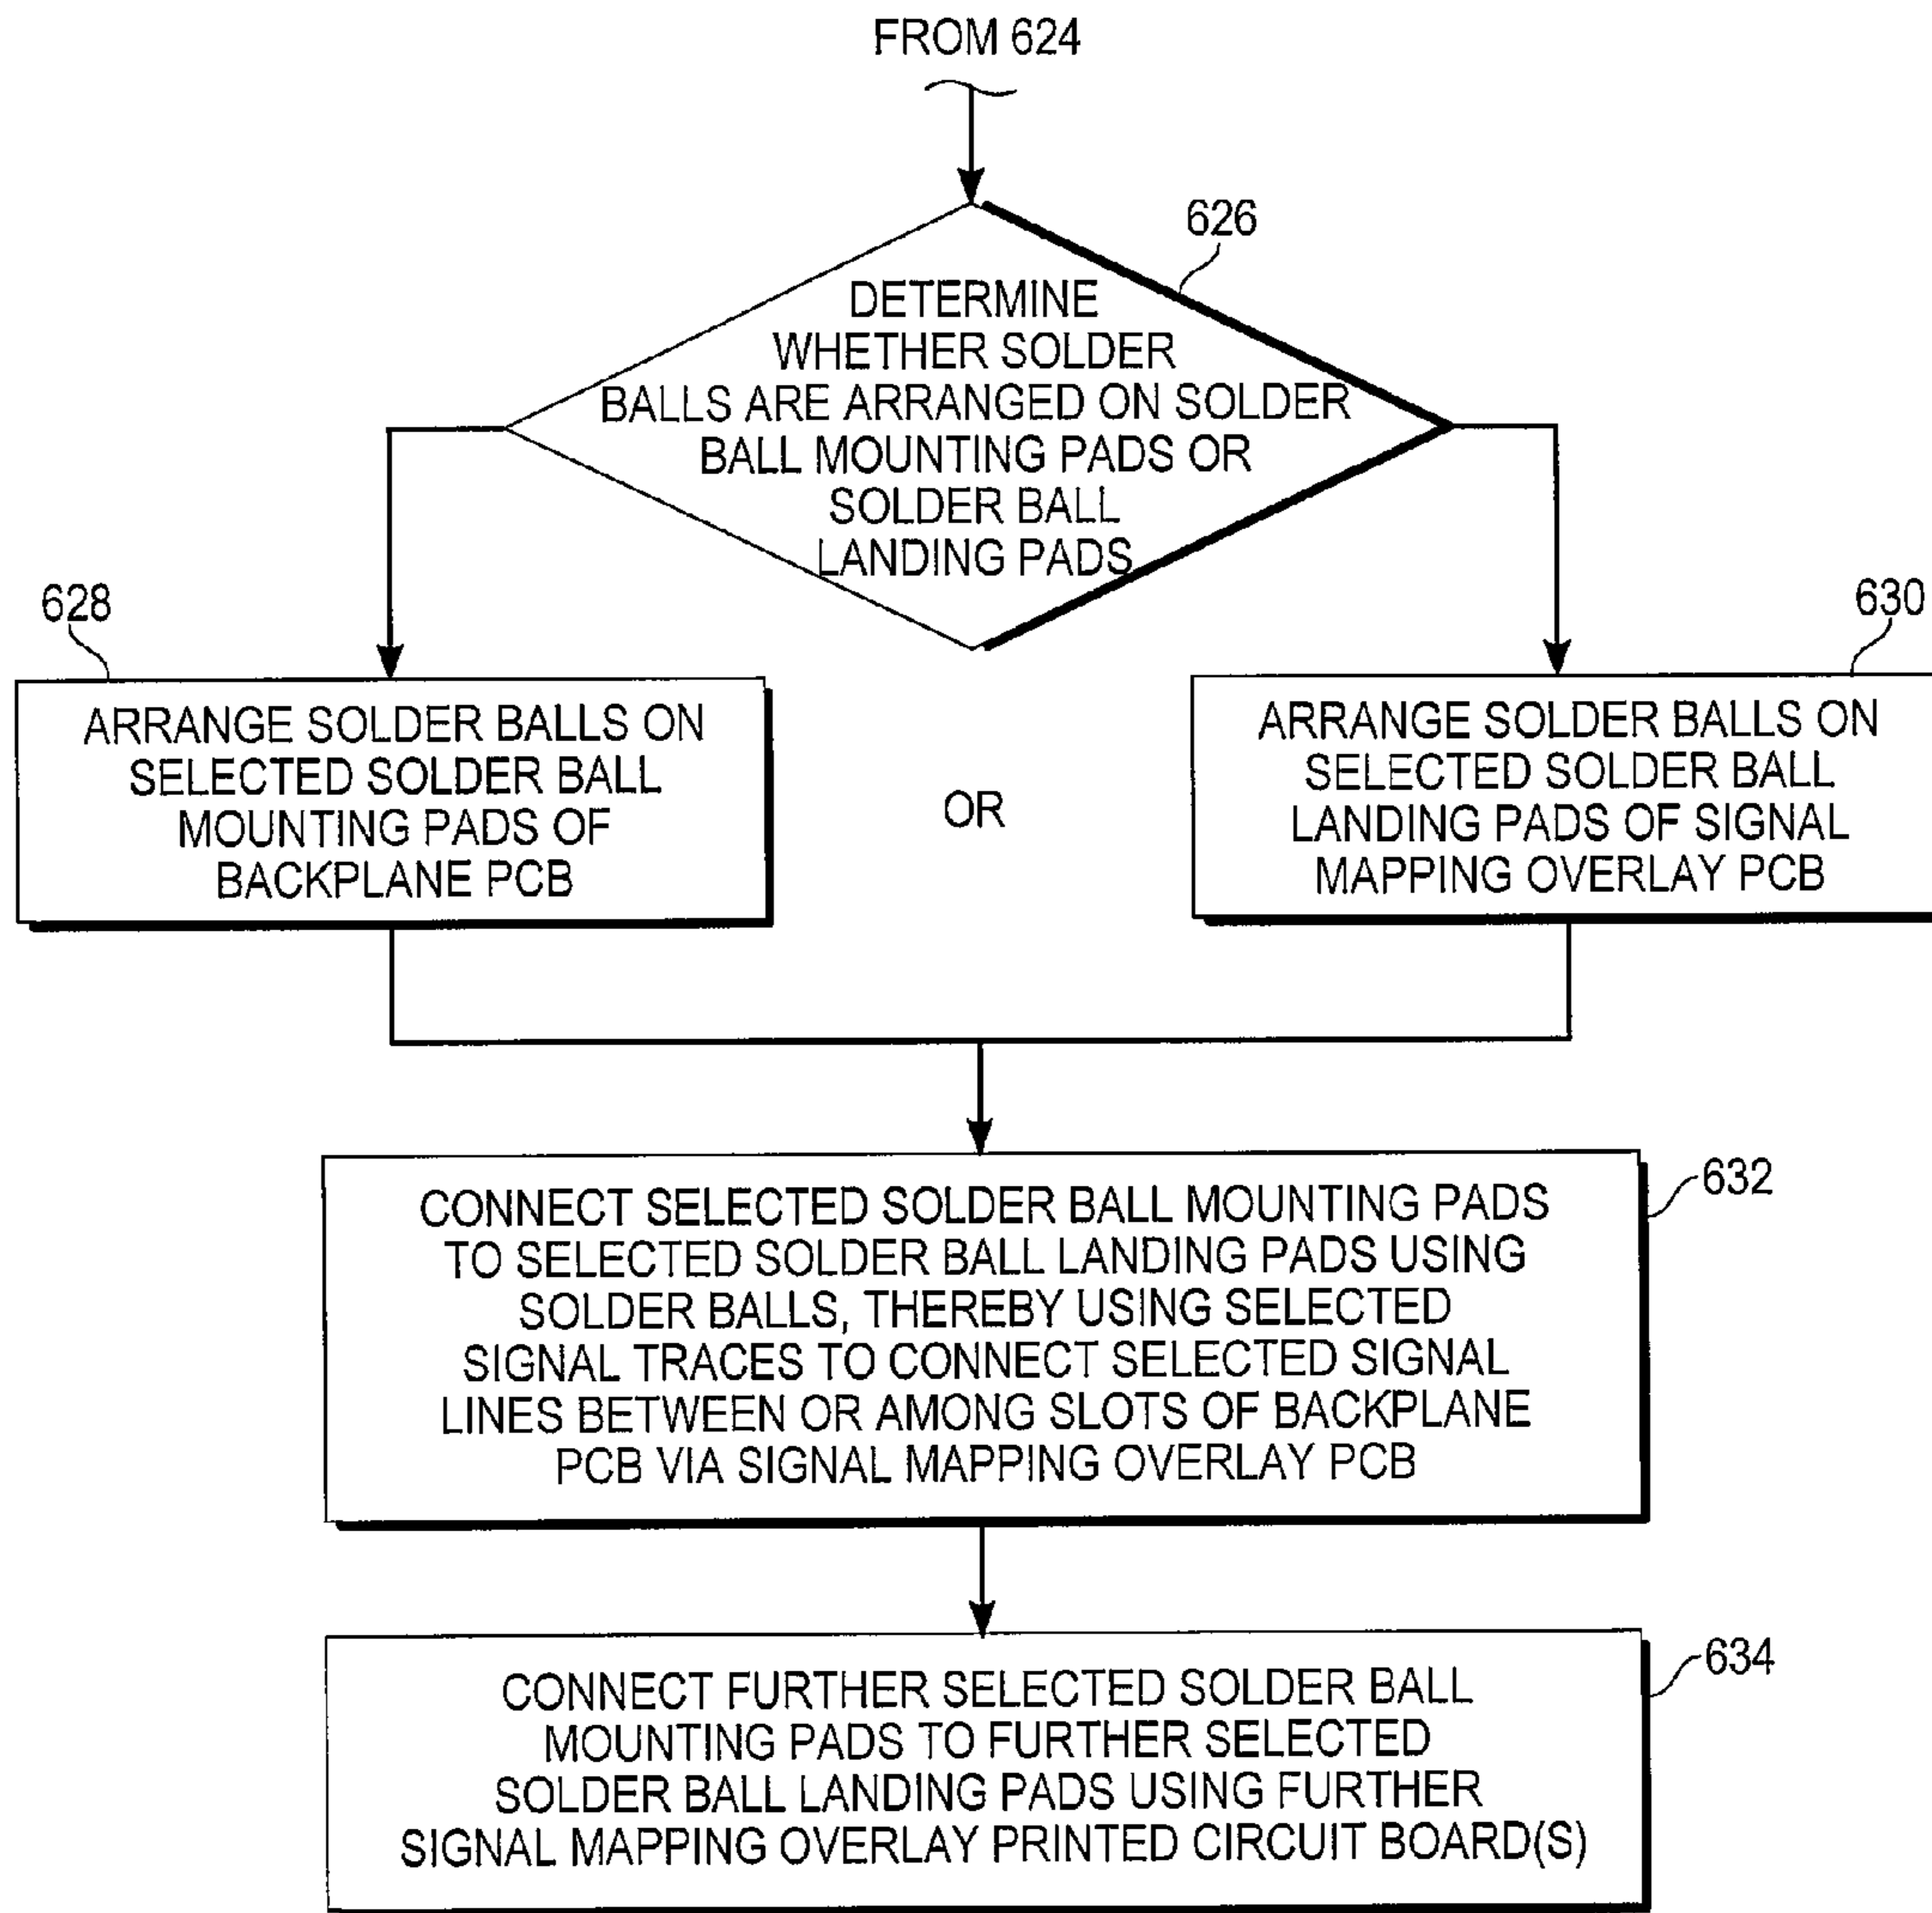 FROM 624
626
DETERMINE
WHETHER SOLDER
BALLS ARE ARRANGED ON SOLDER
BALL MOUNTING PADS OR
SOLDER BALL
LANDING PADS
628
ARRANGE SOLDER BALLS ON
SELECTED SOLDER BALL
MOUNTING PADS OF
BACKPLANE PCB
OR
630
ARRANGE SOLDER BALLS ON
SELECTED SOLDER BALL
LANDING PADS OF SIGNAL
MAPPING OVERLAY PCB
632
CONNECT SELECTED SOLDER BALL MOUNTING PADS
TO SELECTED SOLDER BALL LANDING PADS USING
SOLDER BALLS, THEREBY USING SELECTED
SIGNAL TRACES TO CONNECT SELECTED SIGNAL
LINES BETWEEN OR AMONG SLOTS OF BACKPLANE
PCB VIA SIGNAL MAPPING OVERLAY PCB
634
CONNECT FURTHER SELECTED SOLDER BALL
MOUNTING PADS TO FURTHER SELECTED
SOLDER BALL LANDING PADS USING FURTHER
SIGNAL MAPPING OVERLAY PRINTED CIRCUIT BOARD(S)